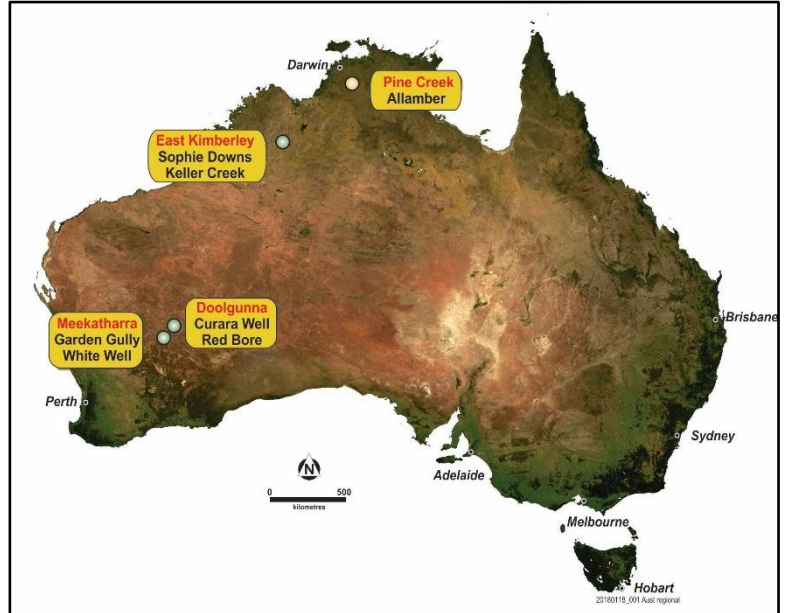 Darwin
Pine Creek
Allamber
East Kimberley
Sophie Downs
Keller Creek
Meekatharra
Garden Gully
White Well
Doolgunna
Curara Well
Red Bore
Brisbane
Perth
Sydney
Adelaide
N
0 500
kilometres
Melbourne
Hobart
20180118_001 Aust regional